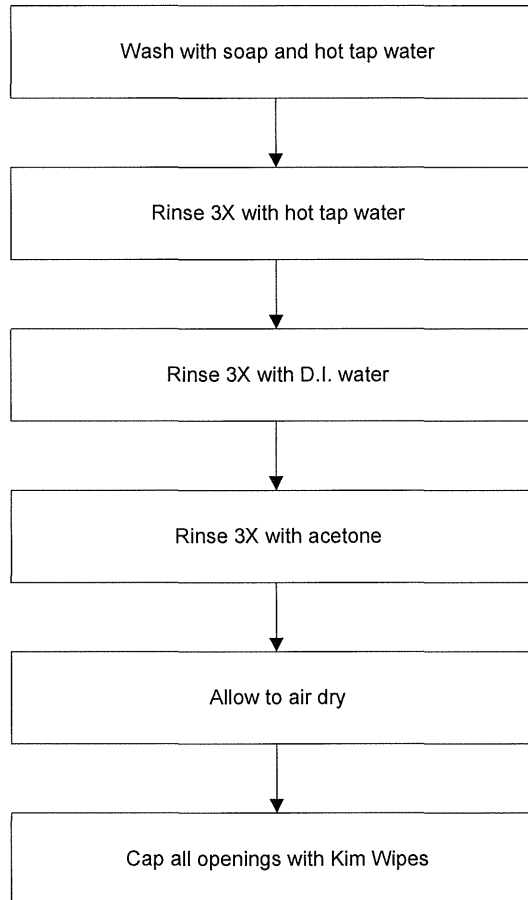 Wash with soap and hot tap water
Rinse 3X with hot tap water
Rinse 3X with D.I. water
Rinse 3X with acetone
Allow to air dry
Cap all openings with Kim Wipes